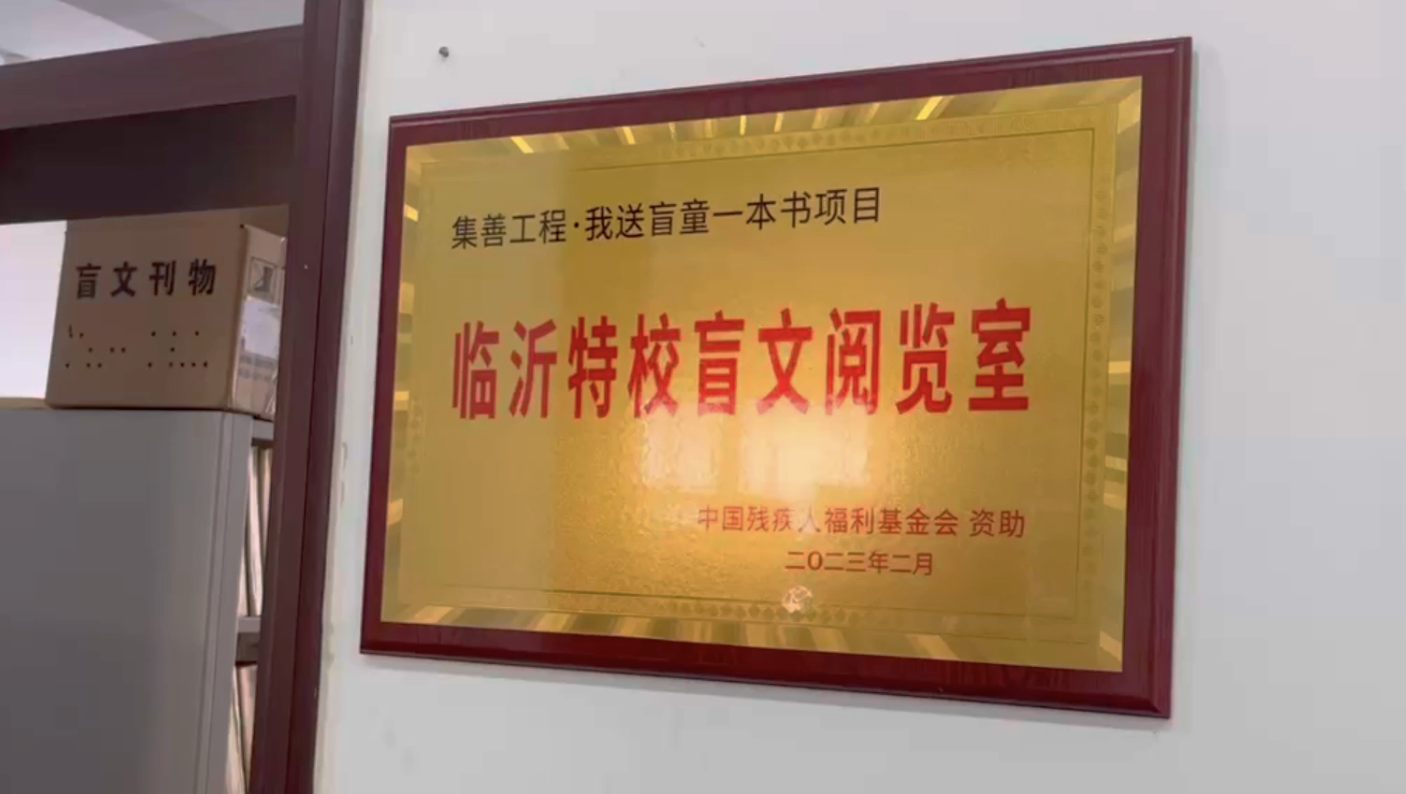 盲文刊物
集善工程·我送盲童一本书项目
临沂特校盲文阅览室
中国残疾人福利基金会 资助
二〇二三年二月